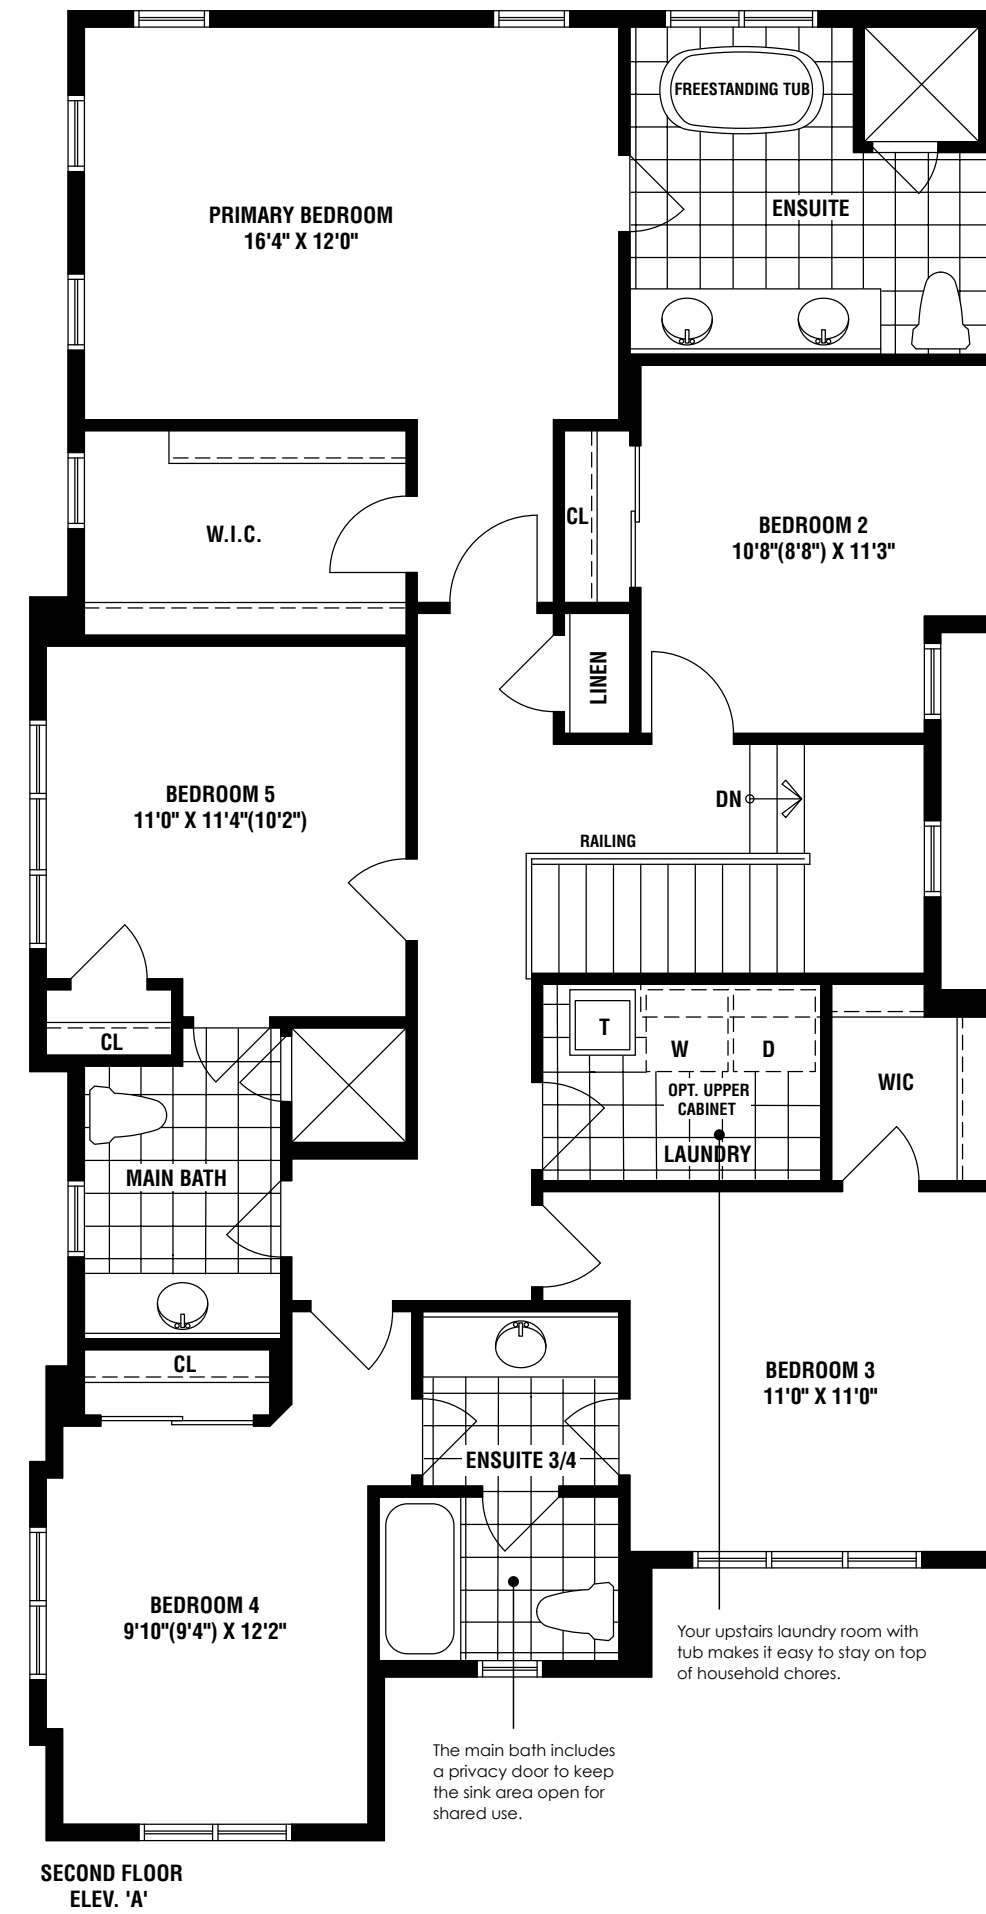 FREESTANDING TUB
PRIMARY BEDROOM
16'4" X 12'0"
ENSUITE
W.I.C.
CL
BEDROOM 2
10'8"(8'8") X 11'3"
LINEN
BEDROOM 5
11'0" X 11'4"(10'2")
DN
RAILING
CL
T
W
D
OPT. UPPER
CABINET
LAUNDRY
WIC
MAIN BATH
CL
BEDROOM 3
11'0" X 11'0"
ENSUITE 3/4
BEDROOM 4
9'10"(9'4") X 12'2"
Your upstairs laundry room with
tub makes it easy to stay on top
of household chores.
The main bath includes
a privacy door to keep
the sink area open for
shared use.
SECOND FLOOR
ELEV. 'A'